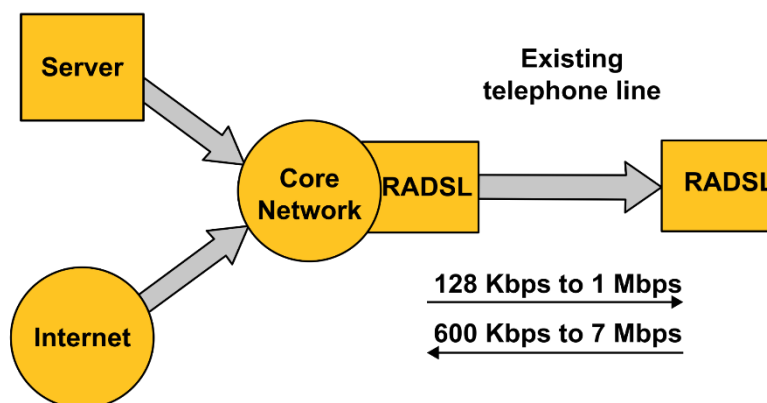 Server
Existing
telephone line
Core
Network
RADSL
RADSL
Internet
128 Kbps to 1 Mbps
600 Kbps to 7 Mbps